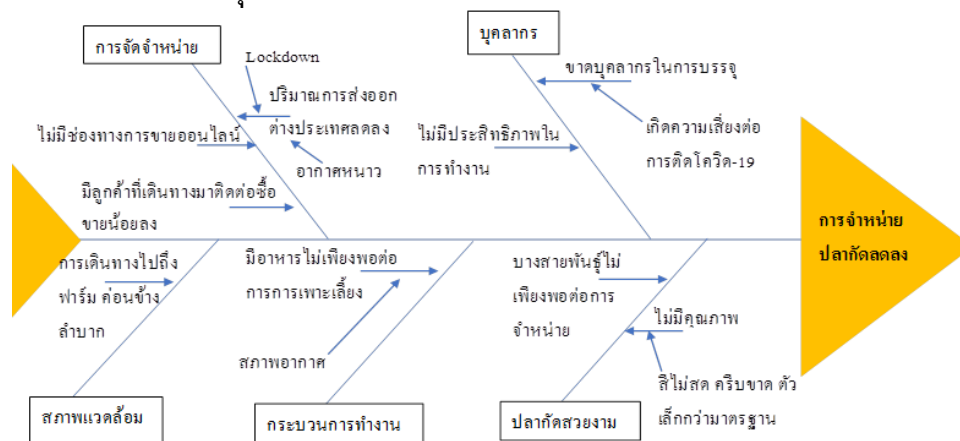 การจัดจำหน่าย
บุคลากร
Lockdown
ปริมาณการส่งออก
ต่างประเทศลดลง
อากาศหนาว
ไม่มีช่องทางการขายออนไลน์
มีลูกค้าที่เดินทางมาติดต่อซื้อ
ขายน้อยลง
ขาดบุคลากรในการบรรจุ
เกิดความเสี่ยงต่อ
การติดโควิด-19
ไม่มีประสิทธิภาพใน
การทำงาน
การจำหน่าย
ปลากัดลดลง
การเดินทางไปถึง
ฟาร์ม ค่อนข้าง
ลำบาก
มีอาหารไม่เพียงพอต่อ
การการเพาะเลี้ยง
สภาพอากาศ
บางสายพันธุ์ไม่
เพียงพอต่อการ
จำหน่าย
ไม่มีคุณภาพ
สีไม่สด ครีบขาด ตัว
เล็กกว่ามาตรฐาน
สภาพแวดล้อม
กระบวนการทำงาน
ปลากัดสวยงาม